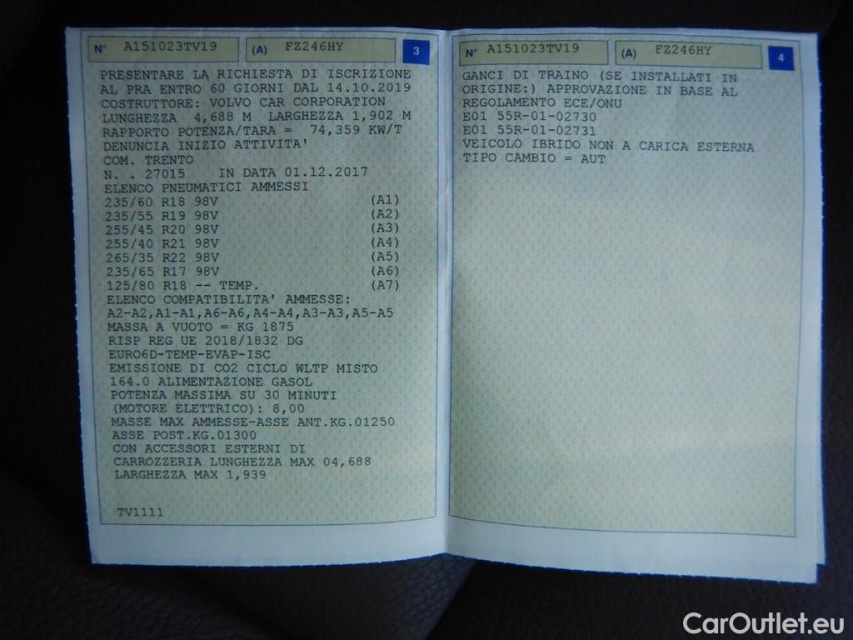 N° A151023TV19 (A) FZ246HY 3
PRESENTARE LA RICHIESTA DI ISCRIZIONE
AL PRA ENTRO 60 GIORNI DAL 14.10.2019
COSTRUTTORE: VOLVO CAR CORPORATION
LUNGHEZZA 4,688 M LARGHEZZA 1,902 M
RAPPORTO POTENZA/TARA = 74,359 KW/T
DENUNCIA INIZIO ATTIVITA'
COM. TRENTO
N. . 27015 IN DATA 01.12.2017
ELENCO PNEUMATICI AMMESSI
235/60 R18 98V (A1)
235/55 R19 98V (A2)
255/45 R20 98V (A3)
255/40 R21 98V (A4)
265/35 R22 98V (A5)
235/65 R17 98V (A6)
125/80 R18 -- TEMP. (A7)
ELENCO COMPATIBILITA' AMMESSE:
A2-A2,A1-A1,A6-A6,A4-A4,A3-A3,A5-A5
MASSA A VUOTO = KG 1875
RISP REG UE 2018/1832 DG
EURO6D-TEMP-EVAP-ISC
EMISSIONE DI CO2 CICLO WLTP MISTO
164.0 ALIMENTAZIONE GASOL
POTENZA MASSIMA SU 30 MINUTI
(MOTORE ELETTRICO): 8,00
MASSE MAX AMMESSE-ASSE ANT.KG.01250
ASSE POST.KG.01300
CON ACCESSORI ESTERNI DI
CARROZZERIA LUNGHEZZA MAX 04,688
LARGHEZZA MAX 1,939
TV1111
N° A151023TV19 (A) FZ246HY 4
GANCI DI TRAINO (SE INSTALLATI IN
ORIGINE:) APPROVAZIONE IN BASE AL
REGOLAMENTO ECE/ONU
E01 55R-01-02730
E01 55R-01-02731
VEICOLO IBRIDO NON A CARICA ESTERNA
TIPO CAMBIO = AUT
CarOutlet.eu